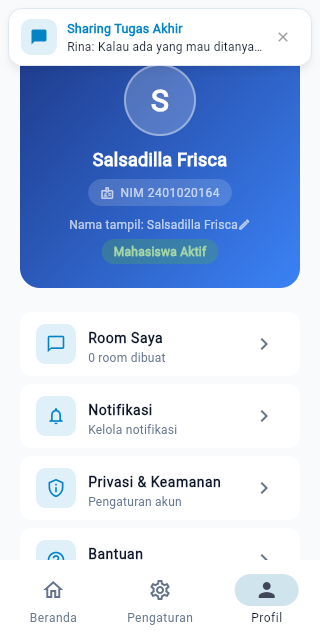 Sharing Tugas Akhir
Rina: Kalau ada yang mau ditanya...
S
Salsadilla Frisca
NIM 2401020164
Nama tampil: Salsadilla Frisca
Mahasiswa Aktif
Room Saya
0 room dibuat
Notifikasi
Kelola notifikasi
Privasi & Keamanan
Pengaturan akun
Bantuan
Beranda
Pengaturan
Profil